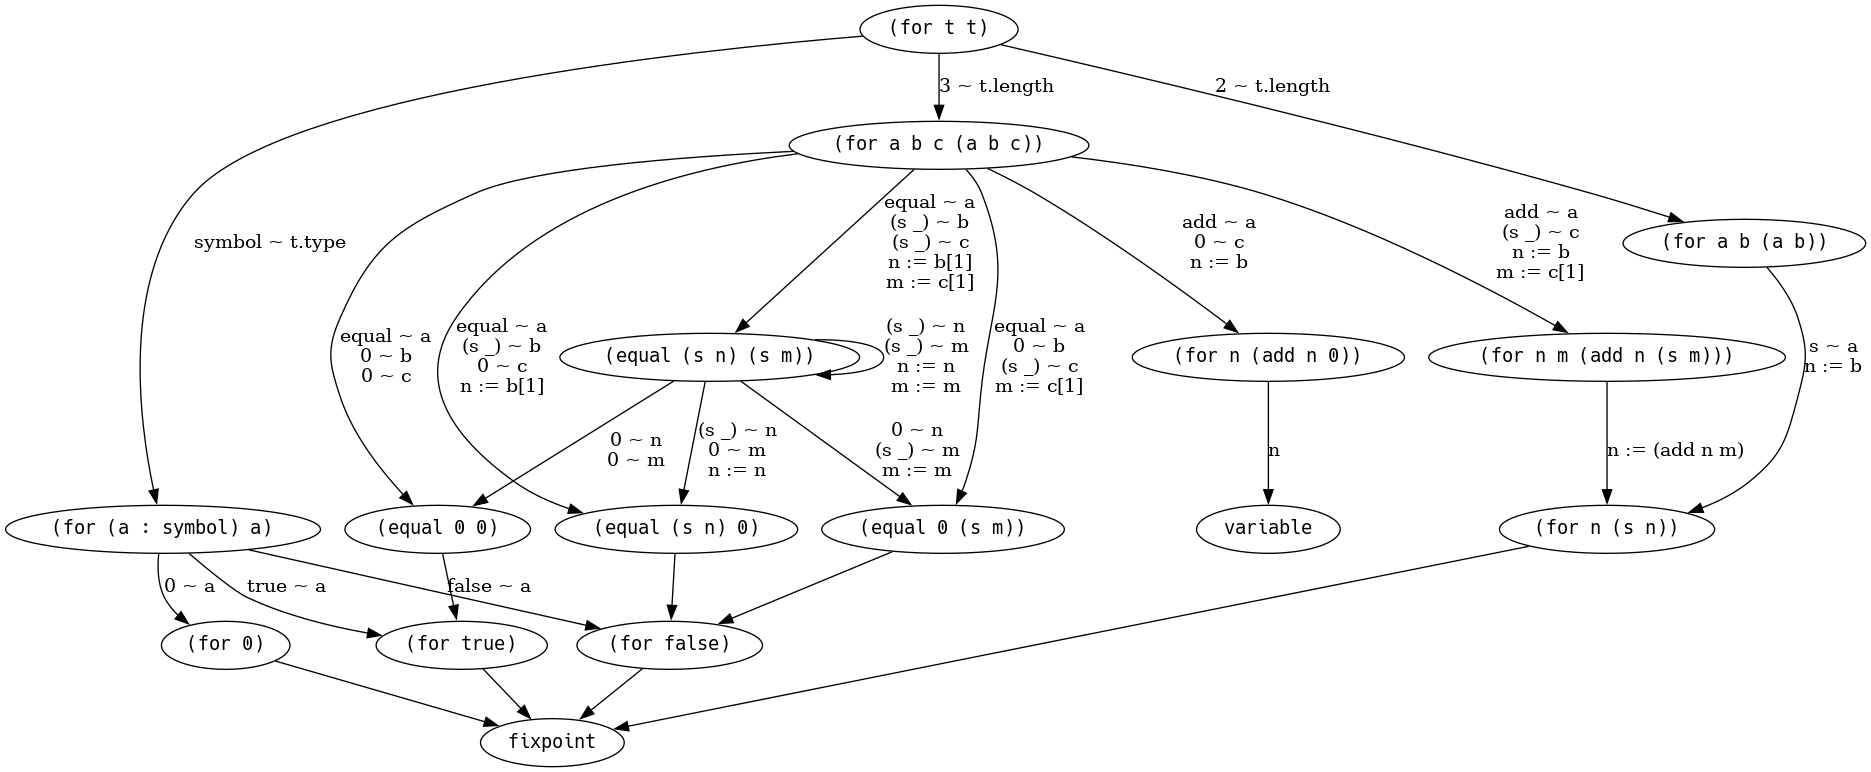 (for t t)
3 ~ t.length
2 ~ t.length
(for a b c (a b c))
symbol ~ t.type
equal ~ a
(s _) ~ b
(s _) ~ c
n := b[1]
m := c[1]
add ~ a
0 ~ c
n := b
add ~ a
(s _) ~ c
n := b
m := c[1]
(for a b (a b))
equal ~ a
0 ~ b
0 ~ c
equal ~ a
(s _) ~ b
0 ~ c
n := b[1]
(equal (s n) (s m))
(s _) ~ n
(s _) ~ m
n := n
m := m
equal ~ a
0 ~ b
(s _) ~ c
m := c[1]
(for n (add n 0))
(for n m (add n (s m)))
s ~ a
n := b
0 ~ n
0 ~ m
(s _) ~ n
0 ~ m
n := n
0 ~ n
(s _) ~ m
m := m
n
n := (add n m)
(for (a : symbol) a)
(equal 0 0)
(equal (s n) 0)
(equal 0 (s m))
variable
(for n (s n))
0 ~ a
true ~ a
false ~ a
(for 0)
(for true)
(for false)
fixpoint